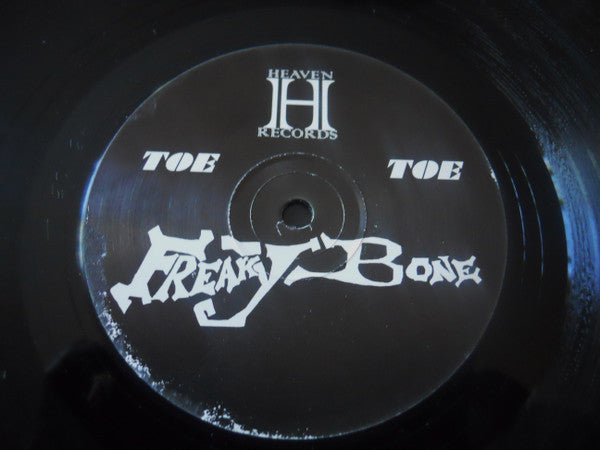 HEAVEN
H
RECORDS
TOE TOE
FREAKY BONE